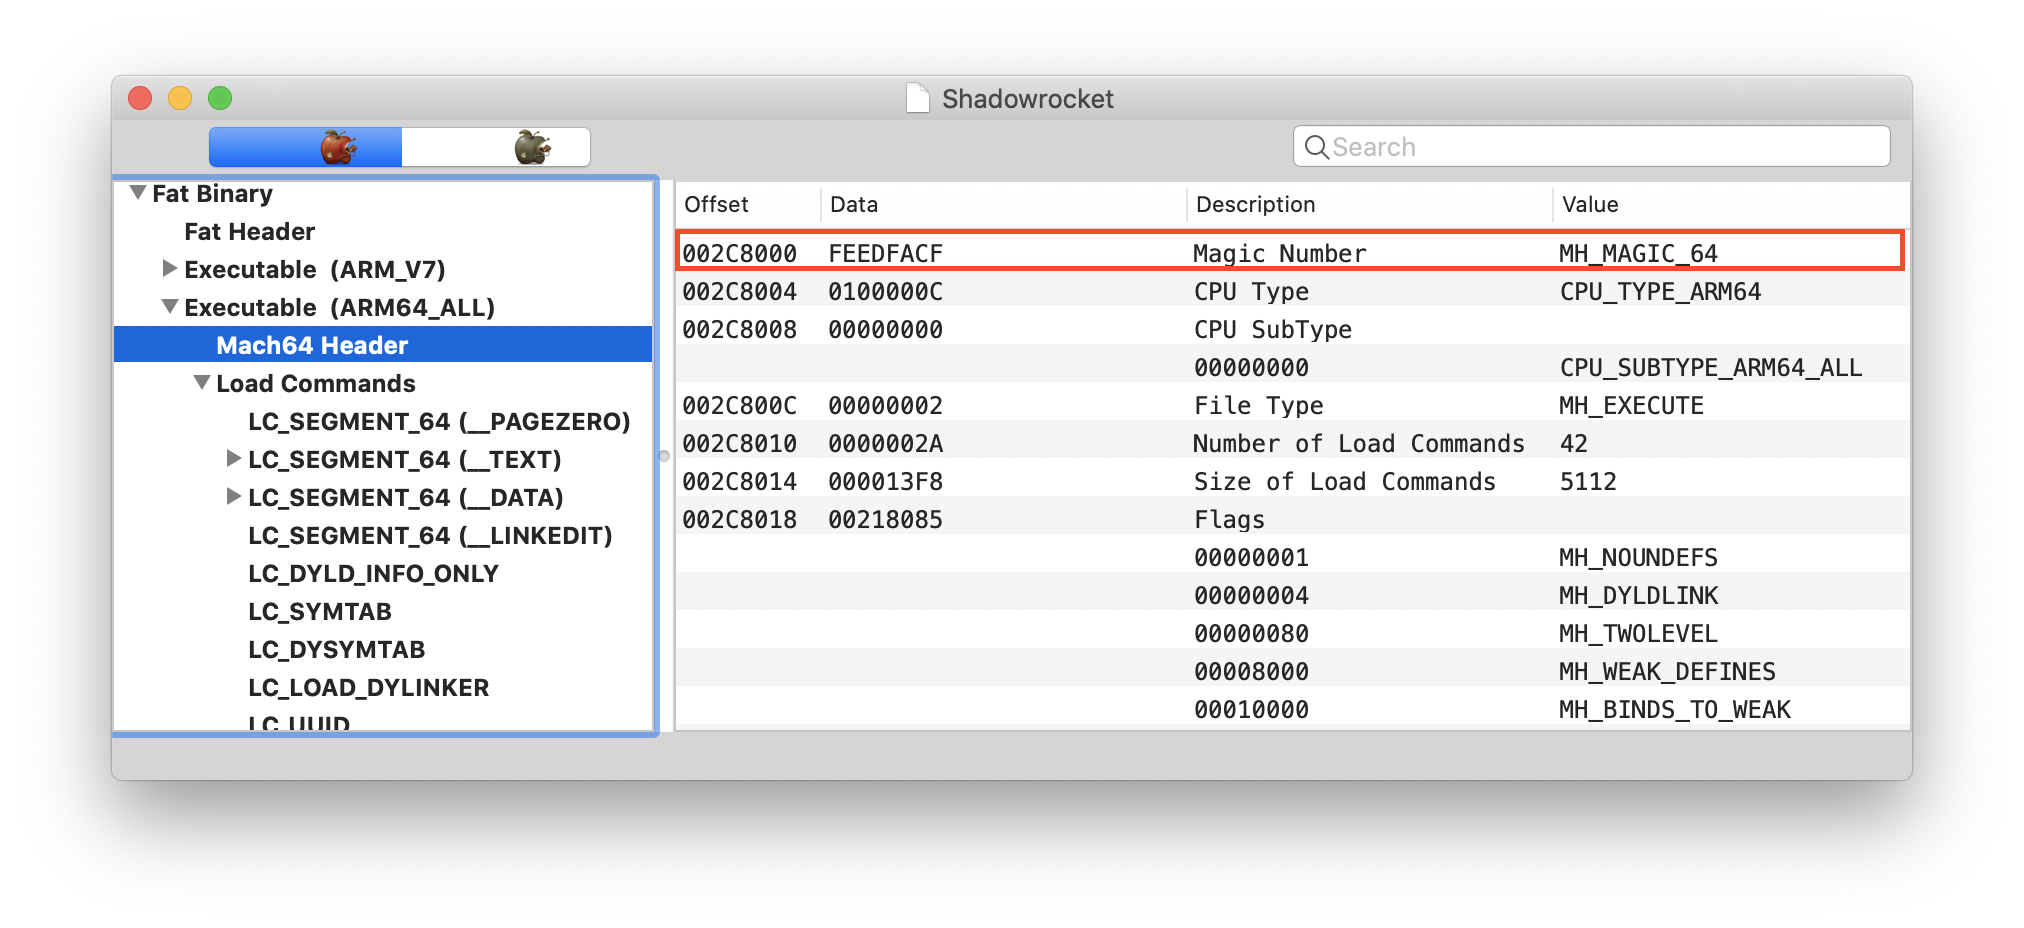 Shadowrocket
Search
Fat Binary
Fat Header
Executable (ARM_V7)
Executable (ARM64_ALL)
Mach64 Header
Load Commands
LC_SEGMENT_64 (__PAGEZERO)
LC_SEGMENT_64 (__TEXT)
LC_SEGMENT_64 (__DATA)
LC_SEGMENT_64 (__LINKEDIT)
LC_DYLD_INFO_ONLY
LC_SYMTAB
LC_DYSYMTAB
LC_LOAD_DYLINKER
LC_UUID
Offset Data Description Value
002C8000 FEEDFACF Magic Number MH_MAGIC_64
002C8004 0100000C CPU Type CPU_TYPE_ARM64
002C8008 00000000 CPU SubType
00000000 CPU_SUBTYPE_ARM64_ALL
002C800C 00000002 File Type MH_EXECUTE
002C8010 0000002A Number of Load Commands 42
002C8014 000013F8 Size of Load Commands 5112
002C8018 00218085 Flags
00000001 MH_NOUNDEFS
00000004 MH_DYLDLINK
00000080 MH_TWOLEVEL
00008000 MH_WEAK_DEFINES
00010000 MH_BINDS_TO_WEAK